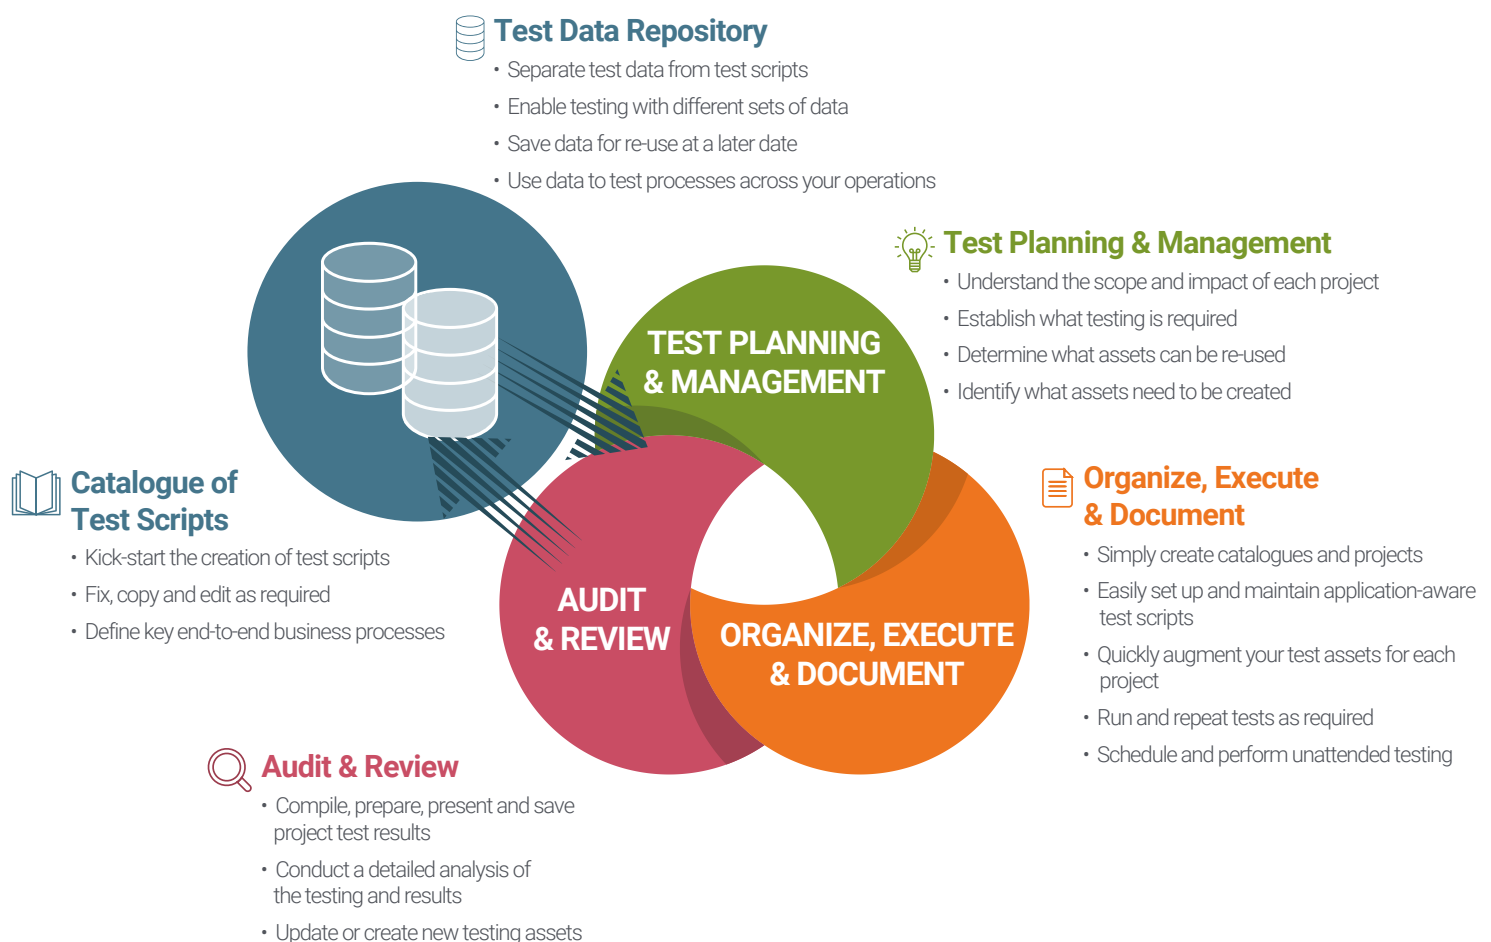 Test Data Repository
• Separate test data from test scripts
• Enable testing with different sets of data
• Save data for re-use at a later date
• Use data to test processes across your operations
Test Planning & Management
• Understand the scope and impact of each project
• Establish what testing is required
• Determine what assets can be re-used
• Identify what assets need to be created
TEST PLANNING
& MANAGEMENT
Catalogue of
Test Scripts
• Kick-start the creation of test scripts
• Fix, copy and edit as required
• Define key end-to-end business processes
Organize, Execute
& Document
• Simply create catalogues and projects
• Easily set up and maintain application-aware
test scripts
• Quickly augment your test assets for each
project
• Run and repeat tests as required
• Schedule and perform unattended testing
AUDIT
& REVIEW
ORGANIZE, EXECUTE
& DOCUMENT
Audit & Review
• Compile, prepare, present and save
project test results
• Conduct a detailed analysis of
the testing and results
• Update or create new testing assets